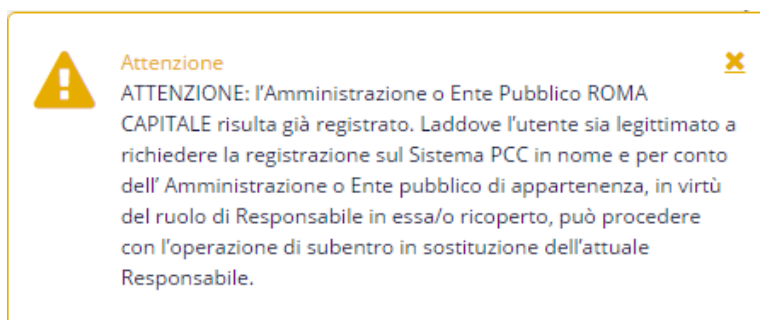 Attenzione
ATTENZIONE: l'Amministrazione o Ente Pubblico ROMA
CAPITALE risulta già registrato. Laddove l'utente sia legittimato a
richiedere la registrazione sul Sistema PCC in nome e per conto
dell' Amministrazione o Ente pubblico di appartenenza, in virtù
del ruolo di Responsabile in essa/o ricoperto, può procedere
con l'operazione di subentro in sostituzione dell'attuale
Responsabile.